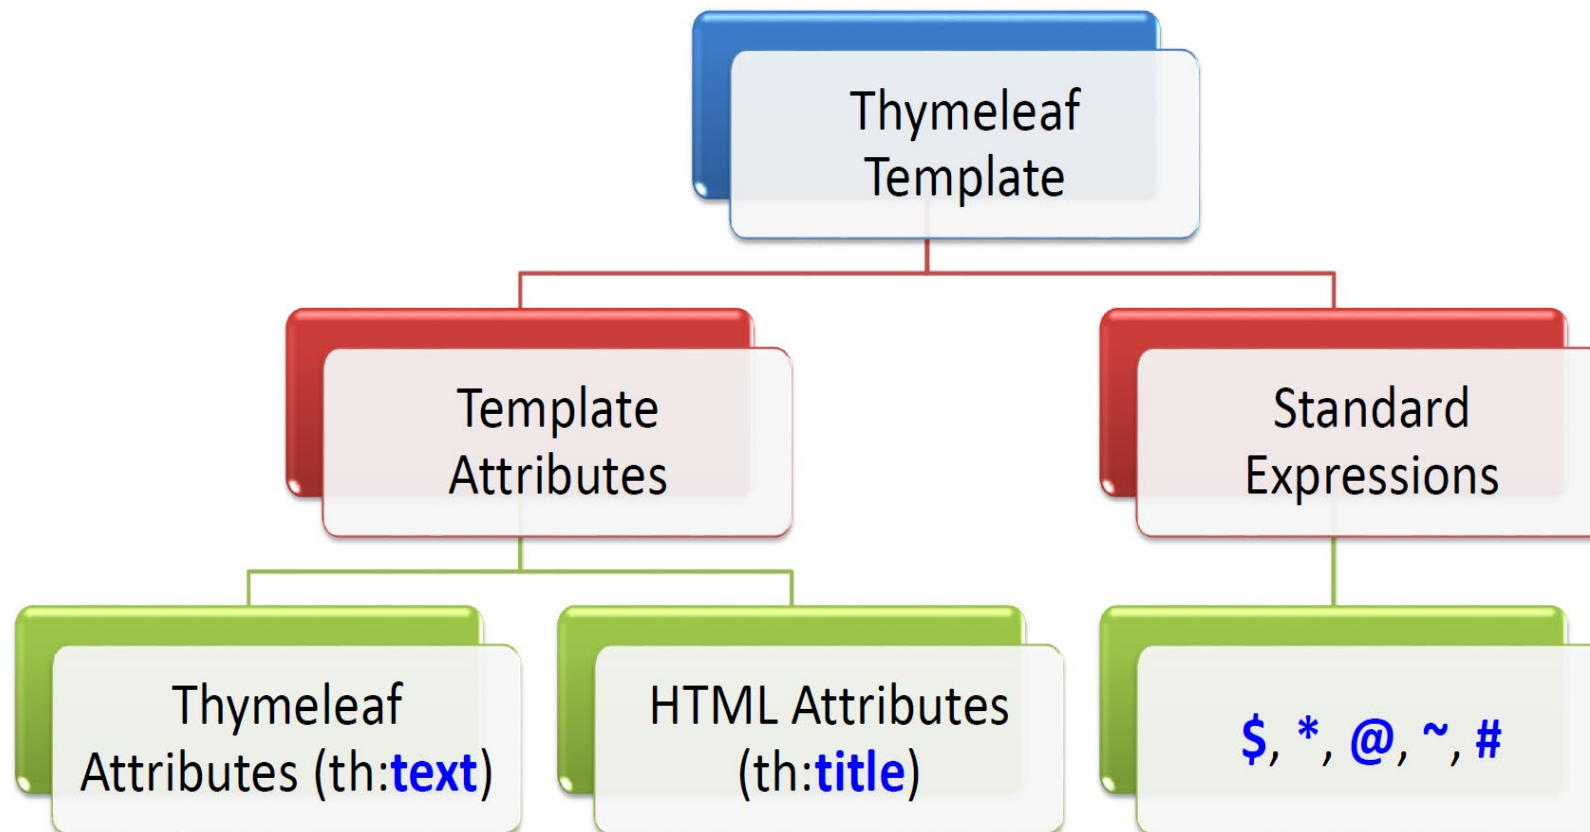 Thymeleaf
Template
Template
Attributes
Standard
Expressions
Thymeleaf
Attributes (th:text)
HTML Attributes
(th:title)
$, *, @, ~, #